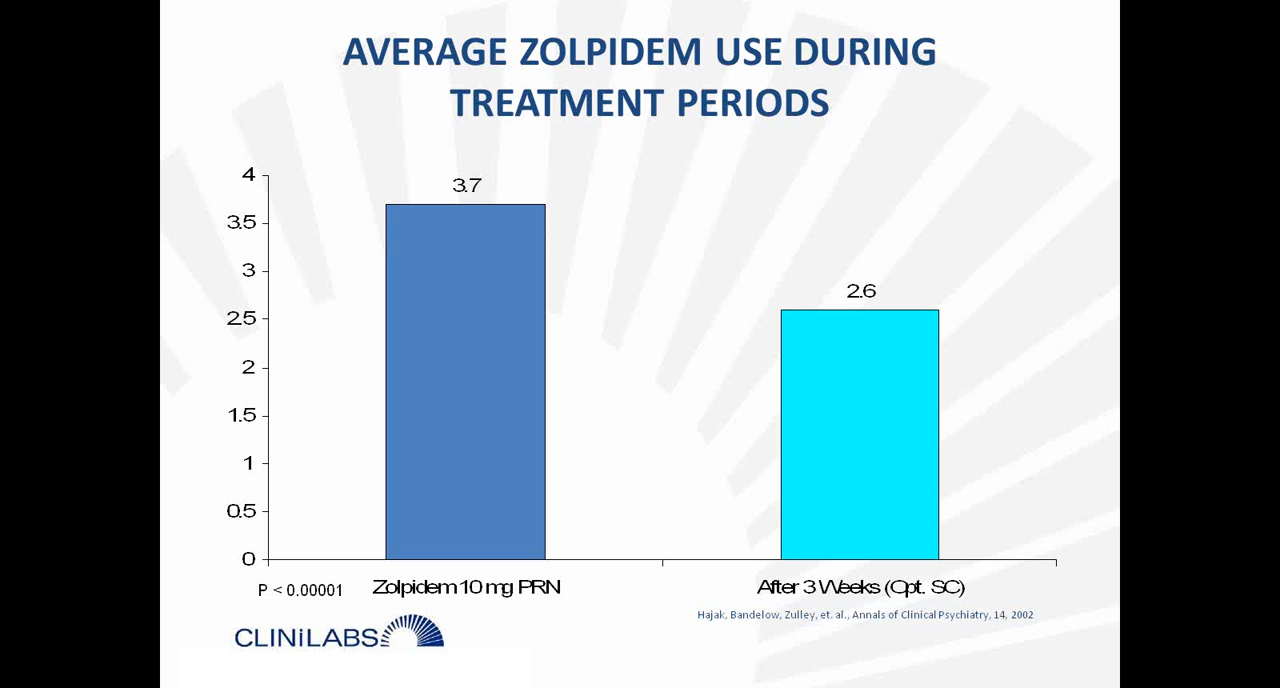 AVERAGE ZOLPIDEM USE DURING
TREATMENT PERIODS
4
3.5
3
2.5
2
1.5
1
0.5
0
3.7
2.6
Zolpidem 10 mg PRN
After 3 Weeks (Opt. SC)
P < 0.00001
Hajak, Bandelow, Zulley, et. al., Annals of Clinical Psychiatry, 14, 2002
CLINiLABS